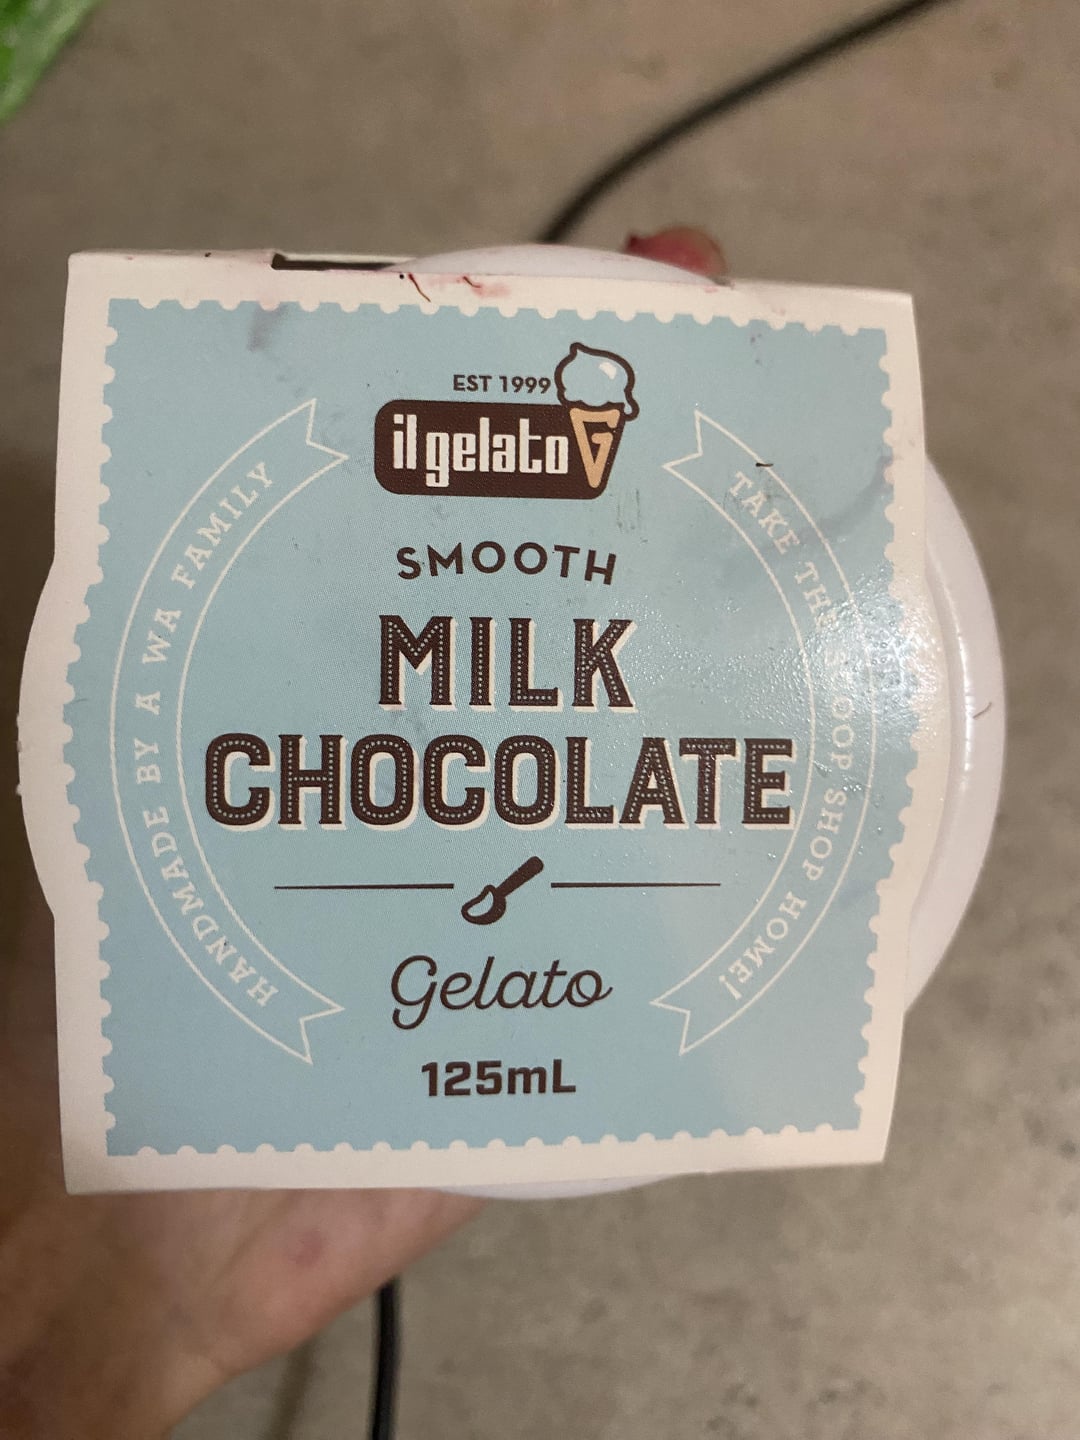 EST 1999
il gelato G
SMOOTH
MILK
CHOCOLATE
Gelato
125mL
HANDMADE BY A WA FAMILY
TAKE THE SCOOP SHOP HOME!